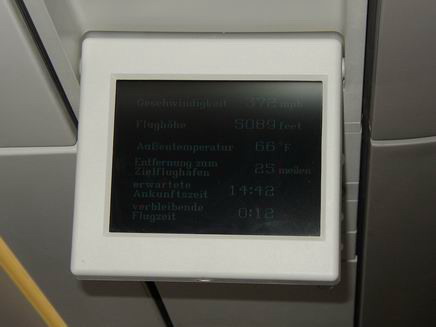 Geschwindigkeit 372 mph
Flughöhe 5089 feet
Außentemperatur 66 °F
Entfernung zum
Zielflughafen 25 meilen
erwartete
Ankunftszeit 14:42
verbleibende
Flugzeit 0:12